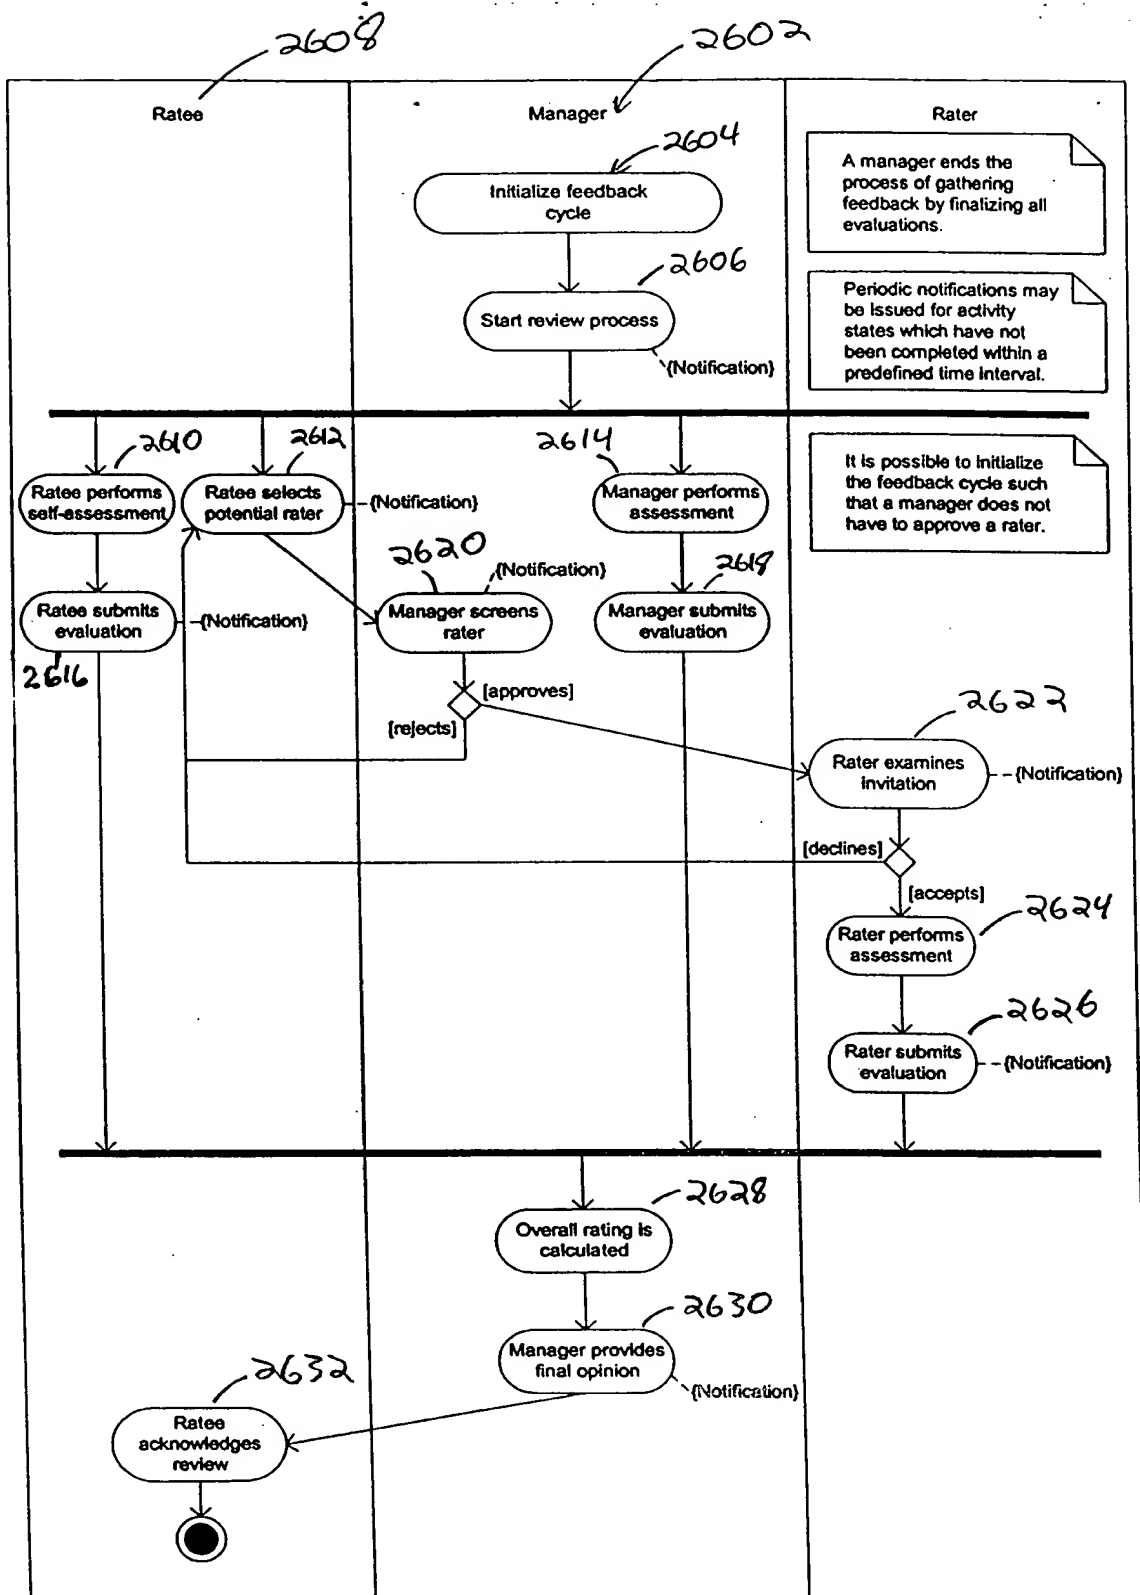 2608
2602
Ratee
Manager
Rater
2604
Initialize feedback
cycle
A manager ends the
process of gathering
feedback by finalizing all
evaluations.
2606
Start review process
{Notification}
Periodic notifications may
be issued for activity
states which have not
been completed within a
predefined time interval.
2610
2612
2614
Ratee performs
self-assessment
Ratee selects
potential rater
{Notification}
Manager performs
assessment
It is possible to initialize
the feedback cycle such
that a manager does not
have to approve a rater.
2620
{Notification}
2618
Ratee submits
evaluation
{Notification}
Manager screens
rater
Manager submits
evaluation
2616
[approves]
[rejects]
2622
Rater examines
invitation
{Notification}
[declines]
[accepts]
2624
Rater performs
assessment
2626
Rater submits
evaluation
{Notification}
2628
Overall rating is
calculated
2630
Manager provides
final opinion
{Notification}
2632
Ratee
acknowledges
review